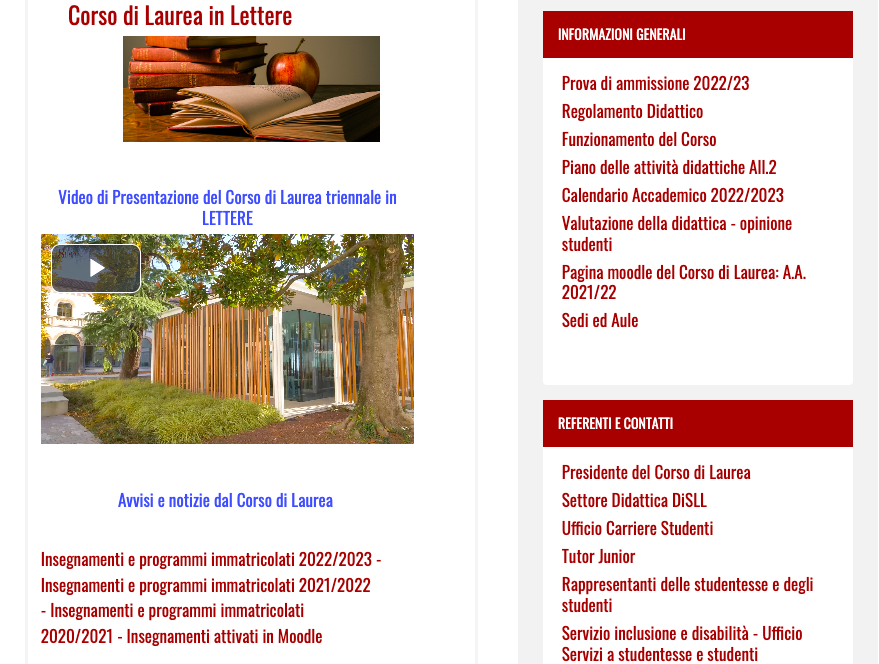 Corso di Laurea in Lettere
Video di Presentazione del Corso di Laurea triennale in
LETTERE
Avvisi e notizie dal Corso di Laurea
Insegnamenti e programmi immatricolati 2022/2023 -
Insegnamenti e programmi immatricolati 2021/2022
- Insegnamenti e programmi immatricolati
2020/2021 - Insegnamenti attivati in Moodle
INFORMAZIONI GENERALI
Prova di ammissione 2022/23
Regolamento Didattico
Funzionamento del Corso
Piano delle attività didattiche All.2
Calendario Accademico 2022/2023
Valutazione della didattica - opinione
studenti
Pagina moodle del Corso di Laurea: A.A.
2021/22
Sedi ed Aule
REFERENTI E CONTATTI
Presidente del Corso di Laurea
Settore Didattica DiSLL
Ufficio Carriere Studenti
Tutor Junior
Rappresentanti delle studentesse e degli
studenti
Servizio inclusione e disabilità - Ufficio
Servizi a studentesse e studenti